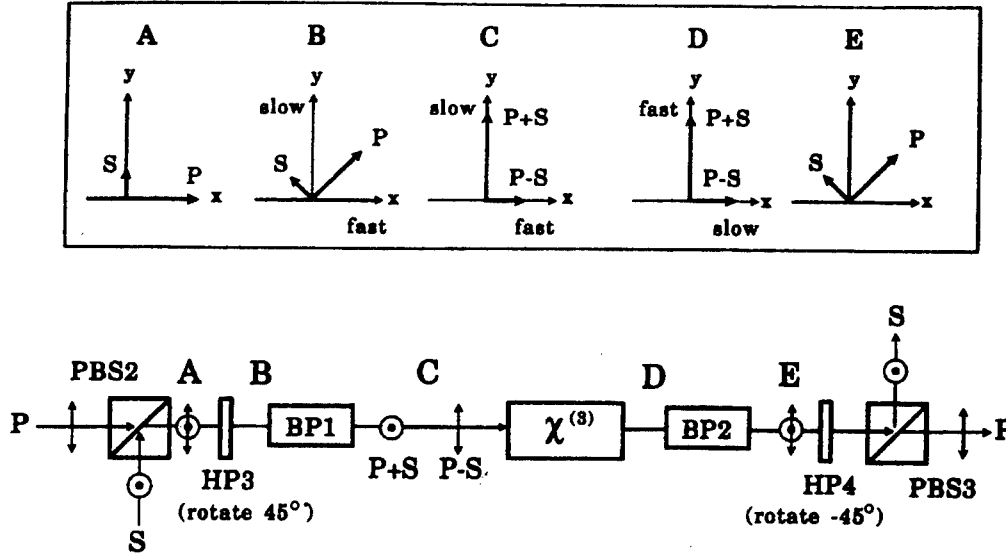 A B C D E
y y y y y
slow slow P+S fast P+S
S P S P P-S P-S S P
x x x x x
fast fast slow
S
PBS2 A B C D E
P BP1 χ(3) BP2 P
HP3 P+S P-S HP4 PBS3
(rotate 45°) (rotate -45°)
S